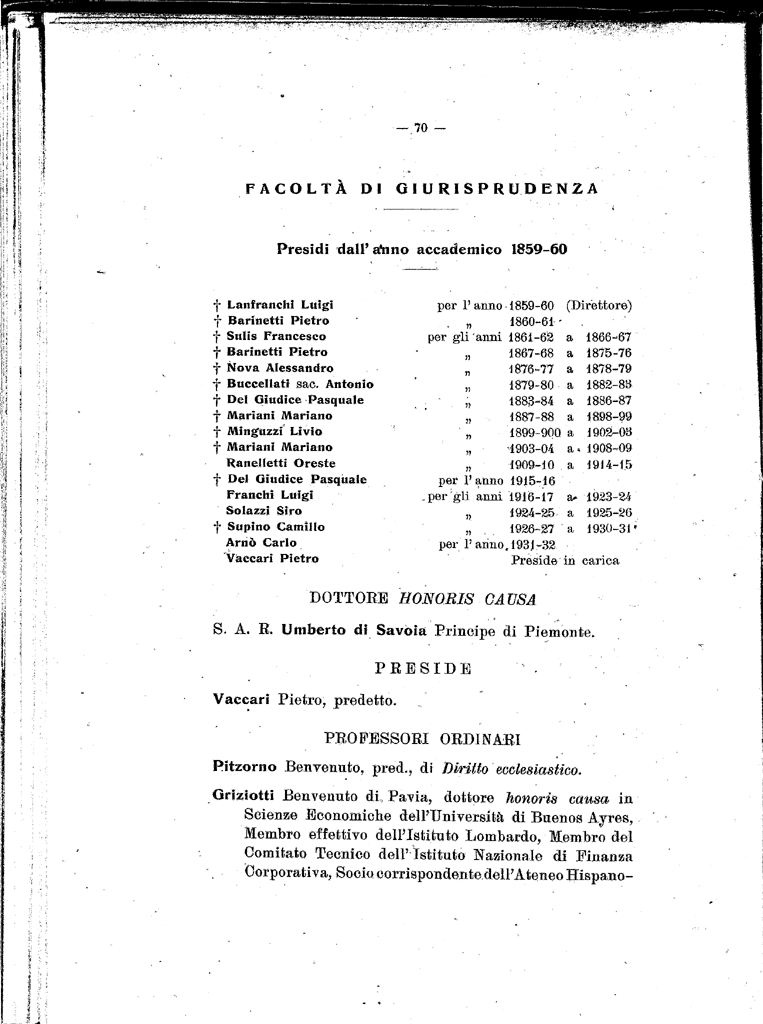 — 70 —
FACOLTÀ DI GIURISPRUDENZA
Presidi dall' anno accademico 1859-60
† Lanfranchi Luigi per l' anno 1859-60 (Direttore)
† Barinetti Pietro „ 1860-61
† Sulis Francesco per gli anni 1861-62 a 1866-67
† Barinetti Pietro „ 1867-68 a 1875-76
† Nova Alessandro „ 1876-77 a 1878-79
† Buccellati sac. Antonio „ 1879-80 a 1882-83
† Del Giudice Pasquale „ 1883-84 a 1886-87
† Mariani Mariano „ 1887-88 a 1898-99
† Minguzzi Livio „ 1899-900 a 1902-03
† Mariani Mariano „ 1903-04 a 1908-09
Ranelletti Oreste „ 1909-10 a 1914-15
† Del Giudice Pasquale per l' anno 1915-16
Franchi Luigi per gli anni 1916-17 a 1923-24
Solazzi Siro „ 1924-25 a 1925-26
† Supino Camillo „ 1926-27 a 1930-31
Arnò Carlo per l' anno 1931-32
Vaccari Pietro Preside in carica
DOTTORE HONORIS CAUSA
S. A. R. Umberto di Savoia Principe di Piemonte.
PRESIDE
Vaccari Pietro, predetto.
PROFESSORI ORDINARI
Pitzorno Benvenuto, pred., di Diritto ecclesiastico.
Griziotti Benvenuto di Pavia, dottore honoris causa in
Scienze Economiche dell'Università di Buenos Ayres,
Membro effettivo dell'Istituto Lombardo, Membro del
Comitato Tecnico dell'Istituto Nazionale di Finanza
Corporativa, Socio corrispondente dell'Ateneo Hispano-